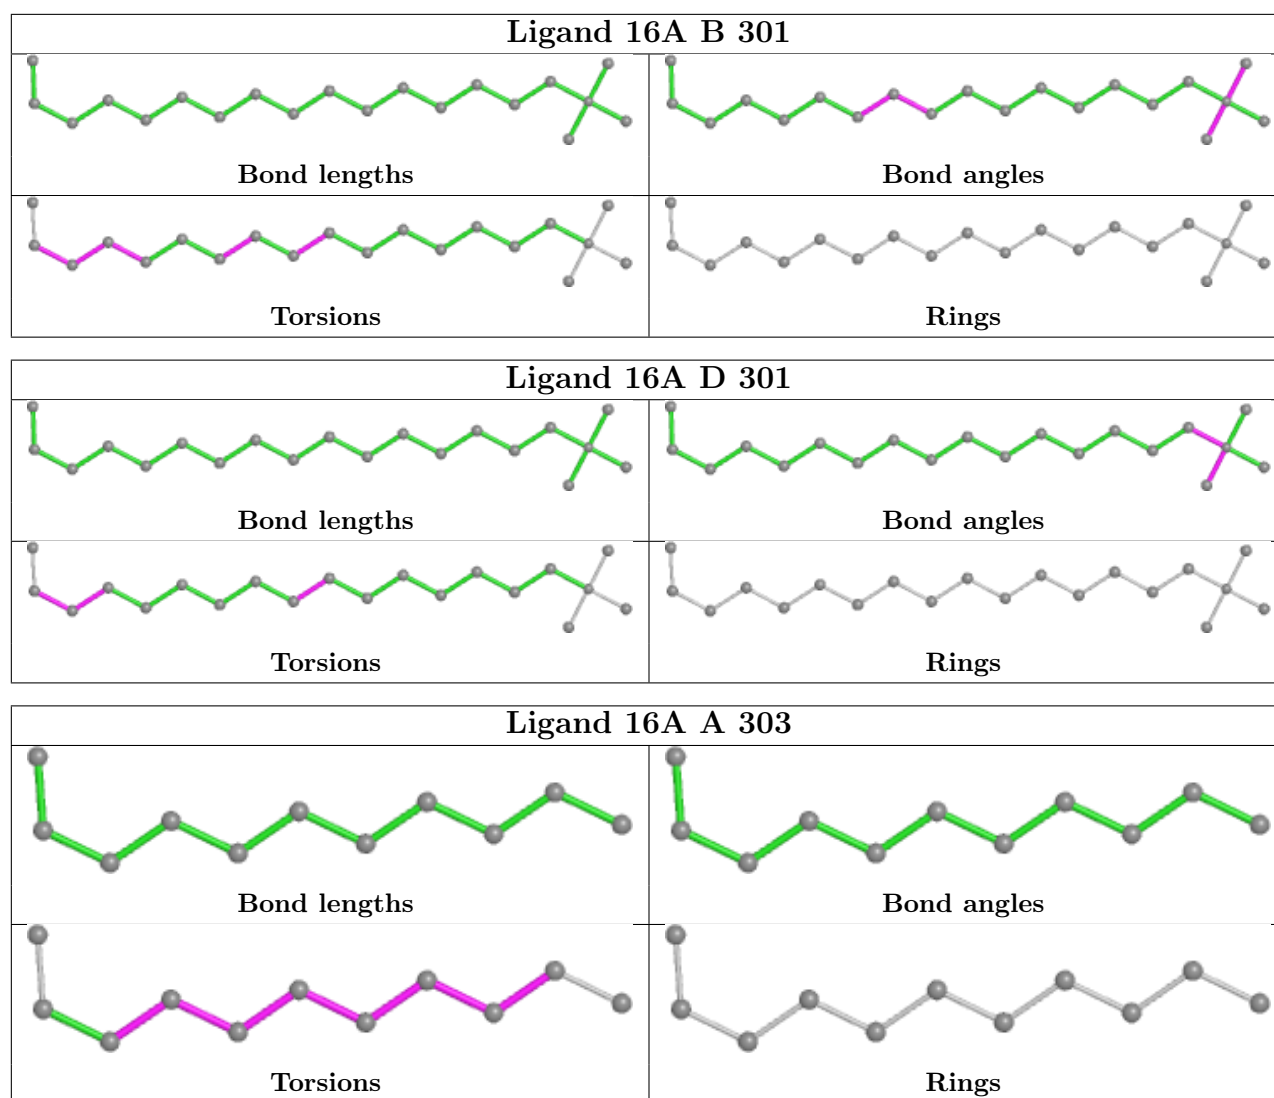 Ligand 16A B 301
Bond lengths
Bond angles
Torsions
Rings
Ligand 16A D 301
Bond lengths
Bond angles
Torsions
Rings
Ligand 16A A 303
Bond lengths
Bond angles
Torsions
Rings